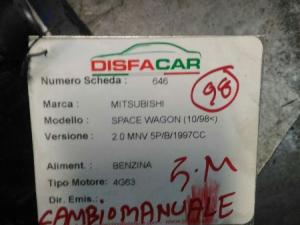 DISFACAR
Numero Scheda : 646
98
Marca : MITSUBISHI
Modello : SPACE WAGON (10/98<)
Versione : 2.0 MNV 5P/B/1997CC
Aliment. : BENZINA
Tipo Motore: 4G63
Dir. Emis.:
CAMBIO MANUALE